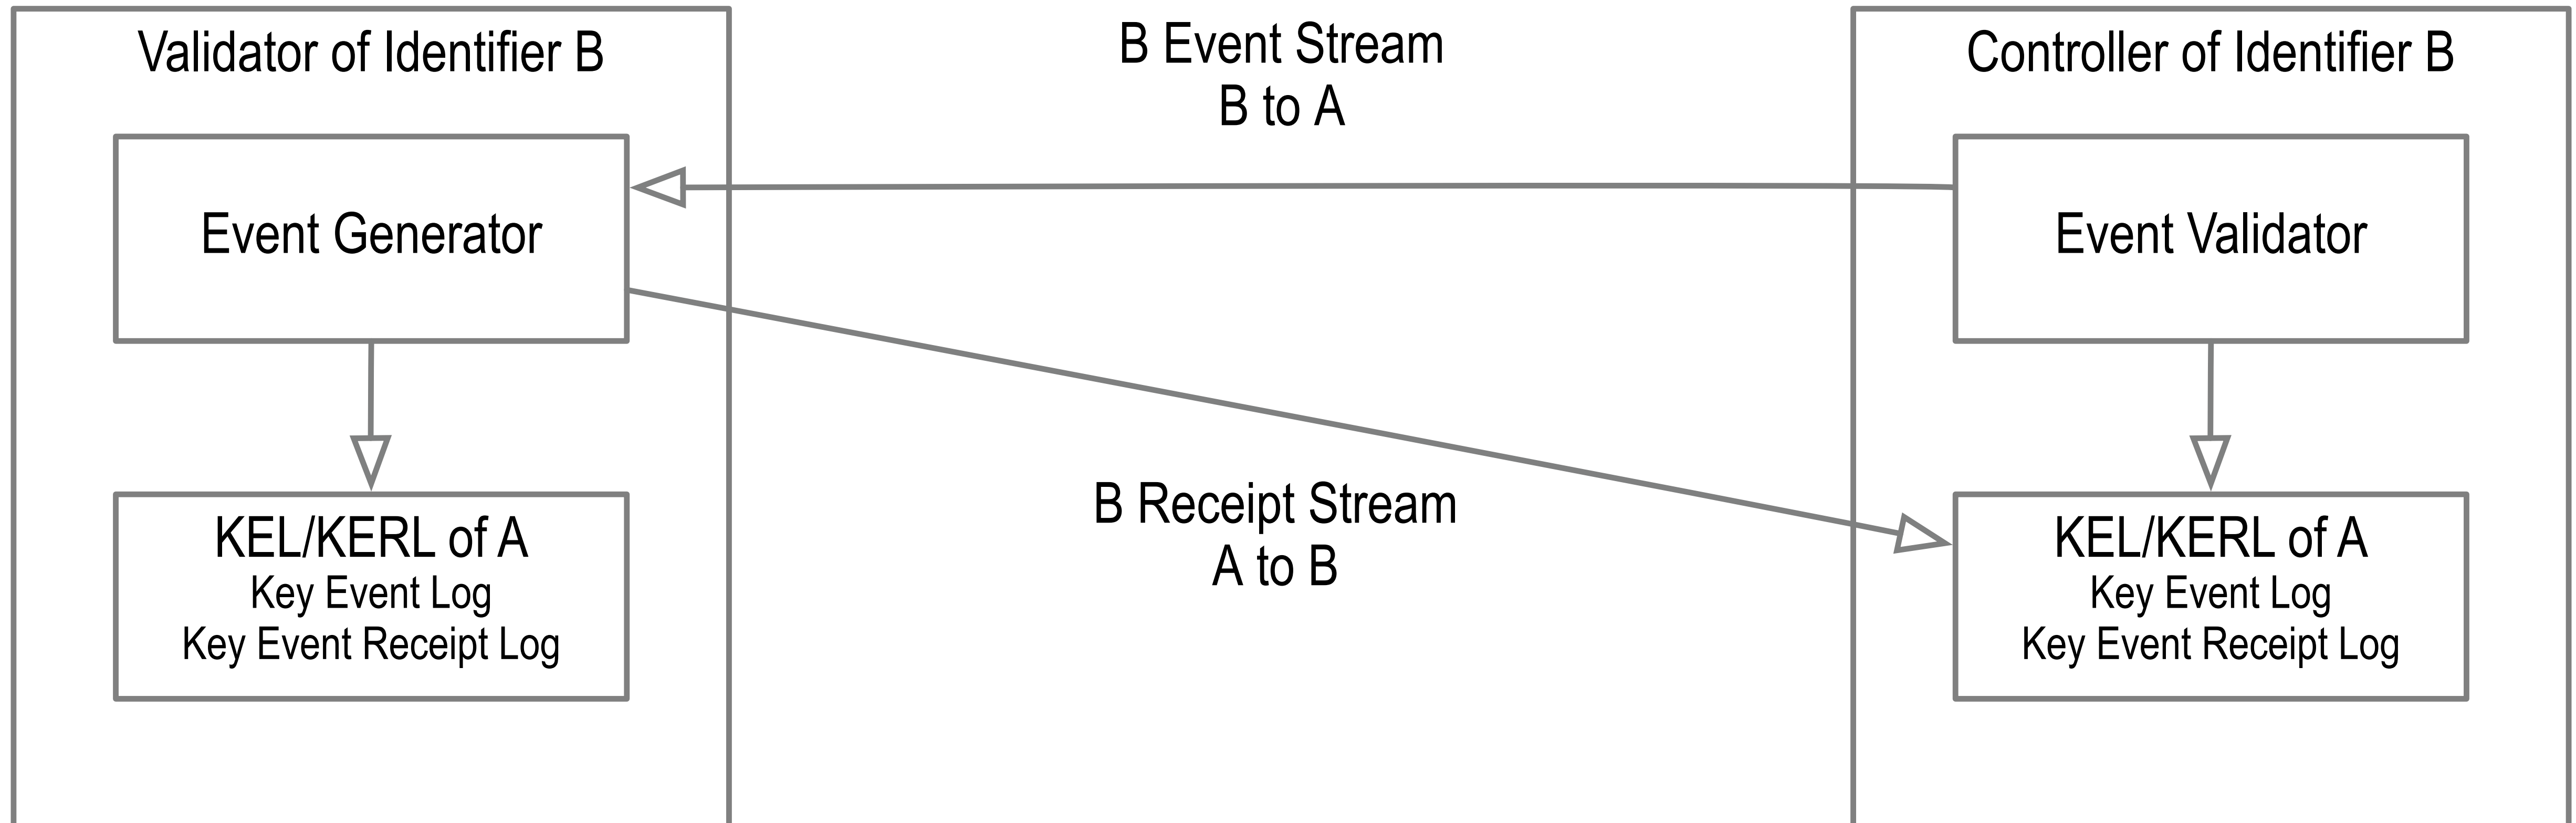 Validator of Identifier B
Event Generator
KEL/KERL of A
Key Event Log
Key Event Receipt Log
B Event Stream
B to A
B Receipt Stream
A to B
Controller of Identifier B
Event Validator
KEL/KERL of A
Key Event Log
Key Event Receipt Log